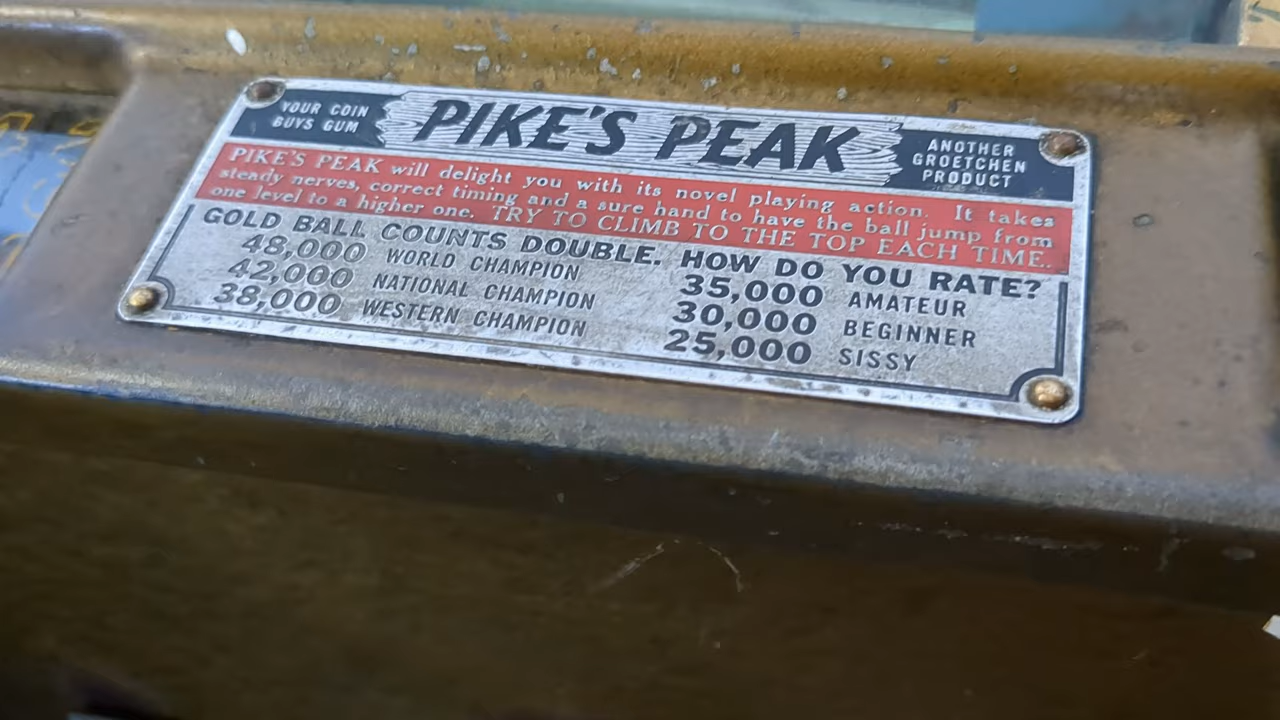 YOUR COIN
BUYS GUM
PIKE'S PEAK
ANOTHER
GROETCHEN
PRODUCT
PIKE'S PEAK will delight you with its novel playing action. It takes
steady nerves, correct timing and a sure hand to have the ball jump from
one level to a higher one. TRY TO CLIMB TO THE TOP EACH TIME.
GOLD BALL COUNTS DOUBLE. HOW DO YOU RATE?
48,000 WORLD CHAMPION 35,000 AMATEUR
42,000 NATIONAL CHAMPION 30,000 BEGINNER
38,000 WESTERN CHAMPION 25,000 SISSY